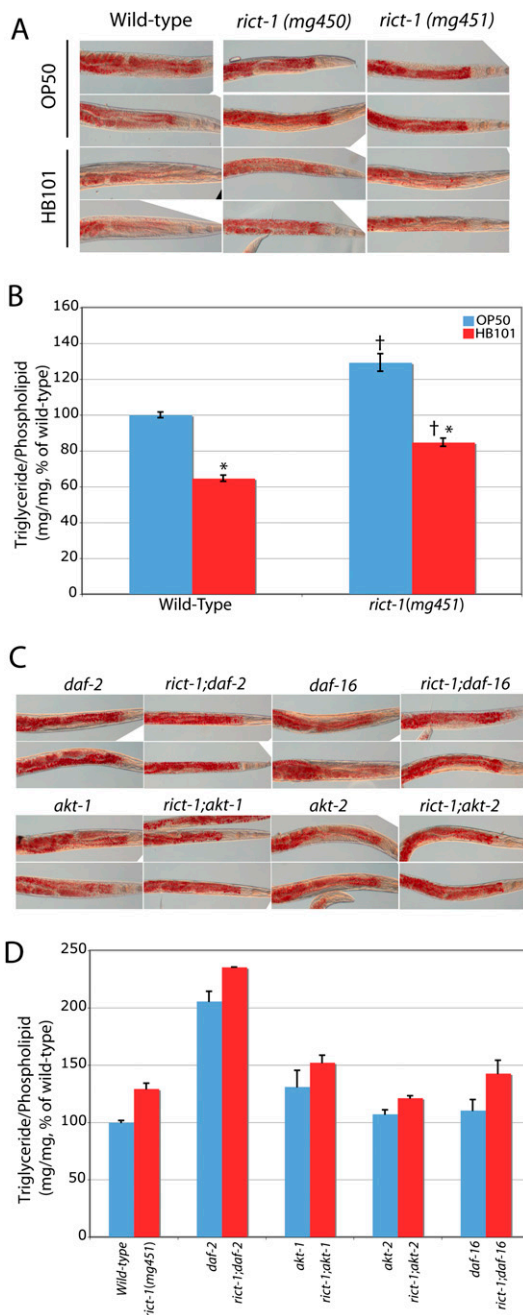 A
Wild-type
rict-1 (mg450)
rict-1 (mg451)
OP50
HB101
B
Triglyceride/Phospholipid
(mg/mg, % of wild-type)
160
140
120
100
80
60
40
20
0
OP50
HB101
*
†
† *
Wild-Type
rict-1(mg451)
C
daf-2
rict-1;daf-2
daf-16
rict-1;daf-16
akt-1
rict-1;akt-1
akt-2
rict-1;akt-2
D
Triglyceride/Phospholipid
(mg/mg, % of wild-type)
250
200
150
100
50
0
Wild-type
rict-1(mg451)
daf-2
rict-1;daf-2
akt-1
rict-1;akt-1
akt-2
rict-1;akt-2
daf-16
rict-1;daf-16